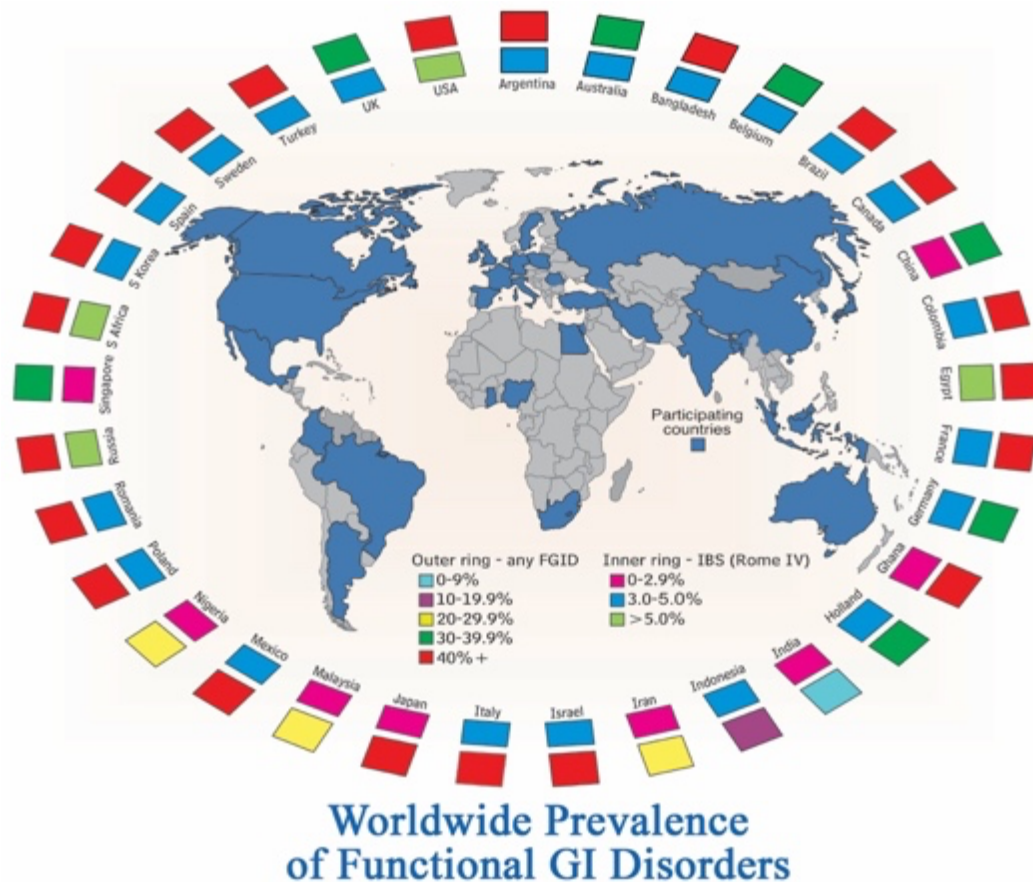 Argentina
Australia
Bangladesh
Belgium
Brazil
Canada
China
Colombia
Egypt
France
Germany
Ghana
Holland
India
Indonesia
Iran
Israel
Italy
Japan
Malaysia
Mexico
Nigeria
Poland
Romania
Russia
Singapore
S Africa
S Korea
Spain
Sweden
Turkey
UK
USA
Participating
countries
Outer ring - any FGID
0-9%
10-19.9%
20-29.9%
30-39.9%
40%+
Inner ring - IBS (Rome IV)
0-2.9%
3.0-5.0%
>5.0%
Worldwide Prevalence
of Functional GI Disorders